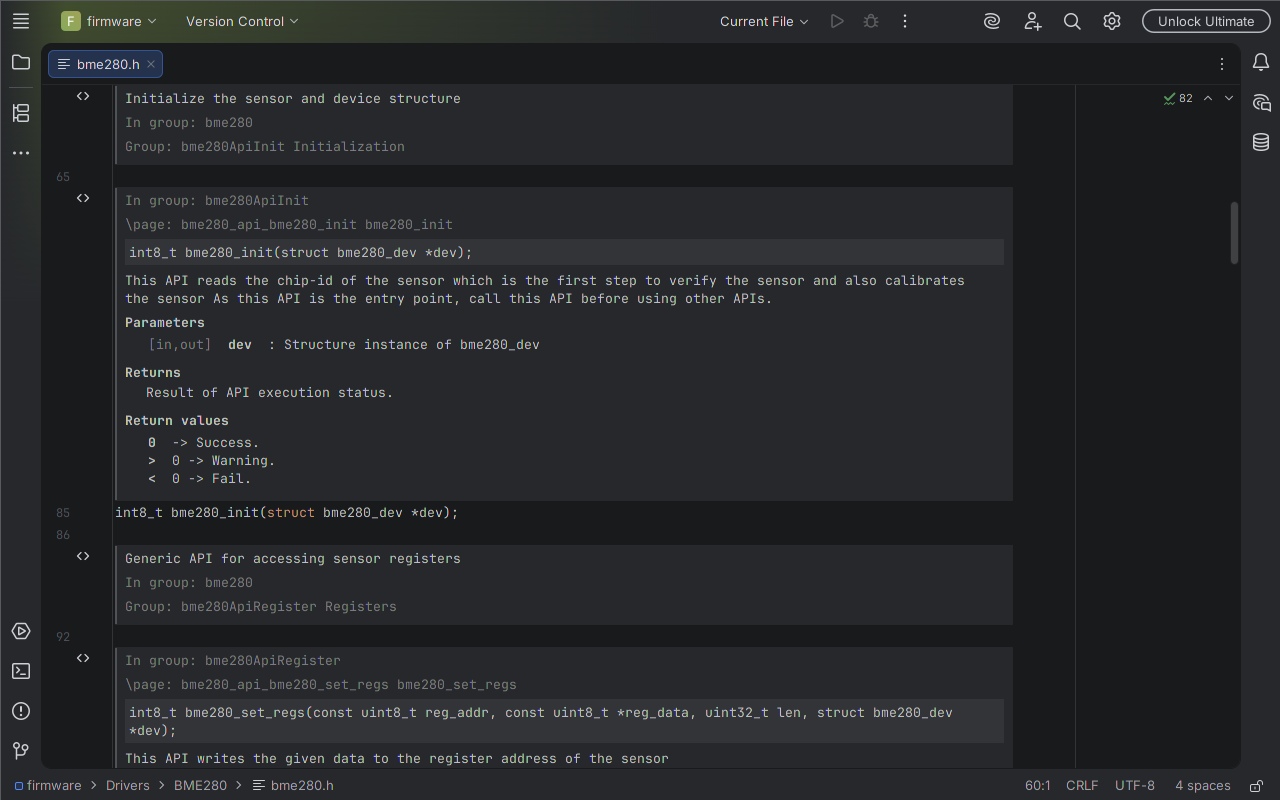 F firmware Version Control Current File Unlock Ultimate
bme280.h
Initialize the sensor and device structure
82
In group: bme280
Group: bme280ApiInit Initialization
65
In group: bme280ApiInit
\page: bme280_api_bme280_init bme280_init
int8_t bme280_init(struct bme280_dev *dev);
This API reads the chip-id of the sensor which is the first step to verify the sensor and also calibrates
the sensor As this API is the entry point, call this API before using other APIs.
Parameters
[in,out] dev : Structure instance of bme280_dev
Returns
Result of API execution status.
Return values
0 -> Success.
> 0 -> Warning.
< 0 -> Fail.
85 int8_t bme280_init(struct bme280_dev *dev);
86
Generic API for accessing sensor registers
In group: bme280
Group: bme280ApiRegister Registers
92
In group: bme280ApiRegister
\page: bme280_api_bme280_set_regs bme280_set_regs
int8_t bme280_set_regs(const uint8_t reg_addr, const uint8_t *reg_data, uint32_t len, struct bme280_dev
*dev);
This API writes the given data to the register address of the sensor
firmware > Drivers > BME280 > bme280.h 60:1 CRLF UTF-8 4 spaces